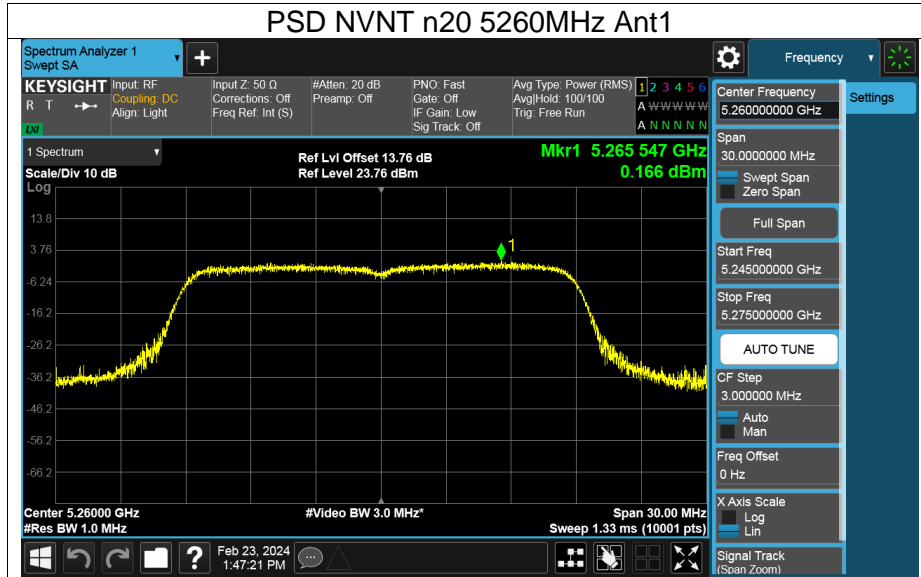 PSD NVNT n20 5260MHz Ant1
Spectrum Analyzer 1
Swept SA
+
Frequency
KEYSIGHT
R T
LXI
Input: RF
Coupling: DC
Align: Light
Input Z: 50 Ω
Corrections: Off
Freq Ref: Int (S)
#Atten: 20 dB
Preamp: Off
PNO: Fast
Gate: Off
IF Gain: Low
Sig Track: Off
Avg Type: Power (RMS)
Avg|Hold: 100/100
Trig: Free Run
1 2 3 4 5 6
A W W W W W
A N N N N N
1 Spectrum
Scale/Div 10 dB
Ref Lvl Offset 13.76 dB
Ref Level 23.76 dBm
Mkr1 5.265 547 GHz
0.166 dBm
Log
13.8
3.76
-6.24
-16.2
-26.2
-36.2
-46.2
-56.2
-66.2
1
Center 5.26000 GHz
#Res BW 1.0 MHz
#Video BW 3.0 MHz*
Span 30.00 MHz
Sweep 1.33 ms (10001 pts)
?
Feb 23, 2024
1:47:21 PM
Center Frequency
5.260000000 GHz
Settings
Span
30.0000000 MHz
Swept Span
Zero Span
Full Span
Start Freq
5.245000000 GHz
Stop Freq
5.275000000 GHz
AUTO TUNE
CF Step
3.000000 MHz
Auto
Man
Freq Offset
0 Hz
X Axis Scale
Log
Lin
Signal Track
(Span Zoom)